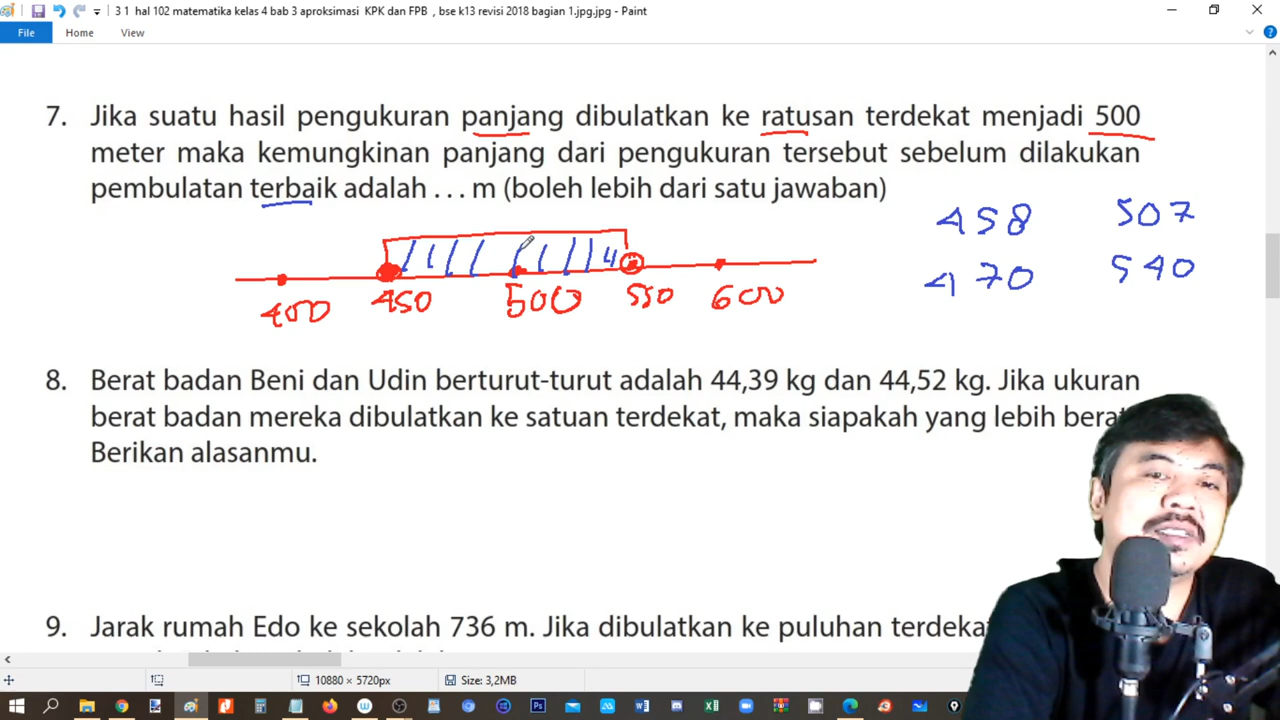 3 1 hal 102 matematika kelas 4 bab 3 aproksimasi KPK dan FPB , bse k13 revisi 2018 bagian 1.jpg.jpg - Paint
File Home View
7. Jika suatu hasil pengukuran panjang dibulatkan ke ratusan terdekat menjadi 500
meter maka kemungkinan panjang dari pengukuran tersebut sebelum dilakukan
pembulatan terbaik adalah . . . m (boleh lebih dari satu jawaban)
458 507
470 540
400 450 500 550 600
8. Berat badan Beni dan Udin berturut-turut adalah 44,39 kg dan 44,52 kg. Jika ukuran
berat badan mereka dibulatkan ke satuan terdekat, maka siapakah yang lebih berat
Berikan alasanmu.
9. Jarak rumah Edo ke sekolah 736 m. Jika dibulatkan ke puluhan
10880 × 5720px Size: 3,2MB